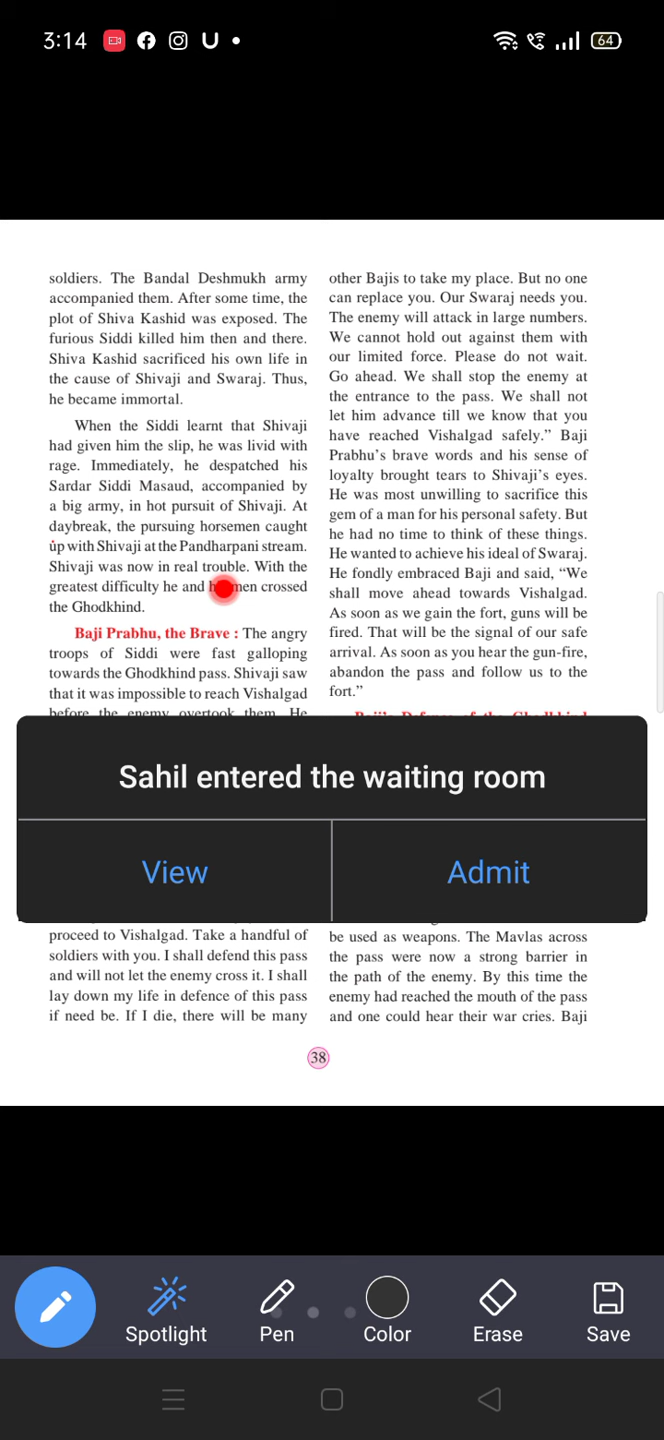 3:14
64
soldiers. The Bandal Deshmukh army
accompanied them. After some time, the
plot of Shiva Kashid was exposed. The
furious Siddi killed him then and there.
Shiva Kashid sacrificed his own life in
the cause of Shivaji and Swaraj. Thus,
he became immortal.
When the Siddi learnt that Shivaji
had given him the slip, he was livid with
rage. Immediately, he despatched his
Sardar Siddi Masaud, accompanied by
a big army, in hot pursuit of Shivaji. At
daybreak, the pursuing horsemen caught
up with Shivaji at the Pandharpani stream.
Shivaji was now in real trouble. With the
greatest difficulty he and men crossed
the Ghodkhind.
Baji Prabhu, the Brave : The angry
troops of Siddi were fast galloping
towards the Ghodkhind pass. Shivaji saw
that it was impossible to reach Vishalgad
before the enemy overtook them. He
proceed to Vishalgad. Take a handful of
soldiers with you. I shall defend this pass
and will not let the enemy cross it. I shall
lay down my life in defence of this pass
if need be. If I die, there will be many
other Bajis to take my place. But no one
can replace you. Our Swaraj needs you.
The enemy will attack in large numbers.
We cannot hold out against them with
our limited force. Please do not wait.
Go ahead. We shall stop the enemy at
the entrance to the pass. We shall not
let him advance till we know that you
have reached Vishalgad safely.” Baji
Prabhu’s brave words and his sense of
loyalty brought tears to Shivaji’s eyes.
He was most unwilling to sacrifice this
gem of a man for his personal safety. But
he had no time to think of these things.
He wanted to achieve his ideal of Swaraj.
He fondly embraced Baji and said, “We
shall move ahead towards Vishalgad.
As soon as we gain the fort, guns will be
fired. That will be the signal of our safe
arrival. As soon as you hear the gun-fire,
abandon the pass and follow us to the
fort.”
Baji’s Defence of the Ghodkhind
be used as weapons. The Mavlas across
the pass were now a strong barrier in
the path of the enemy. By this time the
enemy had reached the mouth of the pass
and one could hear their war cries. Baji
38
Sahil entered the waiting room
View
Admit
Spotlight
Pen
Color
Erase
Save